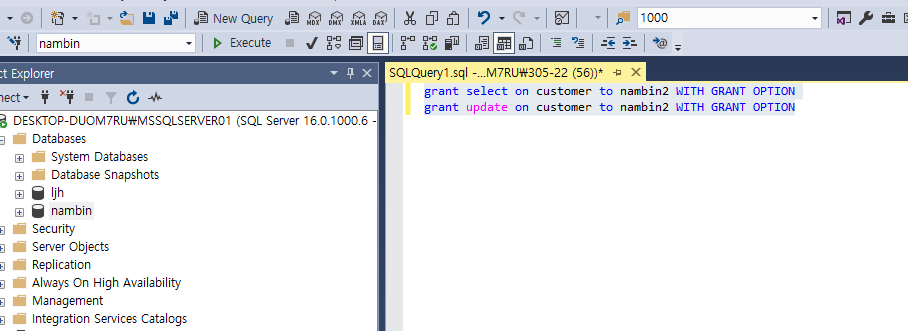 New Query
MDX
DMX
XMLA
DAX
1000
nambin
Execute
ct Explorer
SQLQuery1.sql -...M7RU₩305-22 (56))*
nect
grant select on customer to nambin2 WITH GRANT OPTION
grant update on customer to nambin2 WITH GRANT OPTION
DESKTOP-DUOM7RU₩MSSQLSERVER01 (SQL Server 16.0.1000.6 -
Databases
System Databases
Database Snapshots
ljh
nambin
Security
Server Objects
Replication
Always On High Availability
Management
Integration Services Catalogs